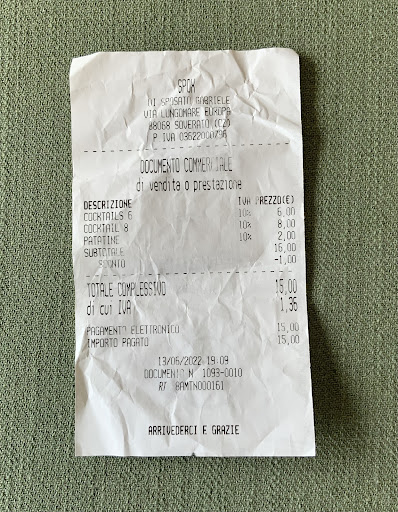 SPOK
DI SPOSATO GABRIELE
VIA LUNGOMARE EUROPA
88068 SOVERATO (CZ)
P IVA 03622000796
DOCUMENTO COMMERCIALE
di vendita o prestazione
DESCRIZIONE IVA PREZZO(€)
COCKTAILS 6 10% 6,00
COCKTAIL 8 10% 8,00
PATATINE 10% 2,00
SUBTOTALE 16,00
SCONTO -1,00
TOTALE COMPLESSIVO 15,00
di cui IVA 1,36
PAGAMENTO ELETTRONICO 15,00
IMPORTO PAGATO 15,00
13/06/2022 19:09
DOCUMENTO N. 1093-0010
RT 8AMTN000161
ARRIVEDERCI E GRAZIE